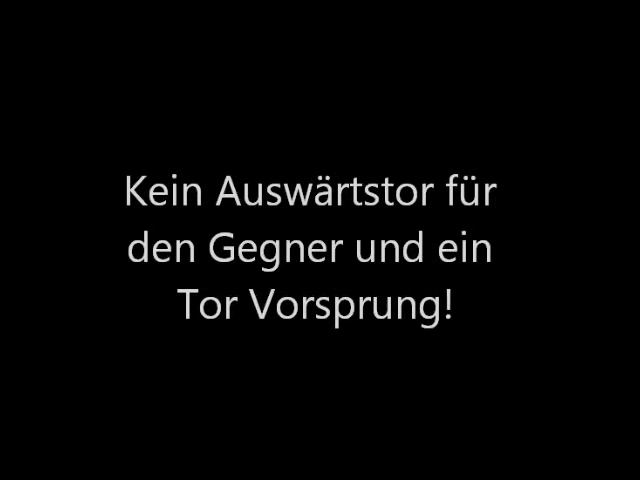 Kein Auswärtstor für
den Gegner und ein
Tor Vorsprung!